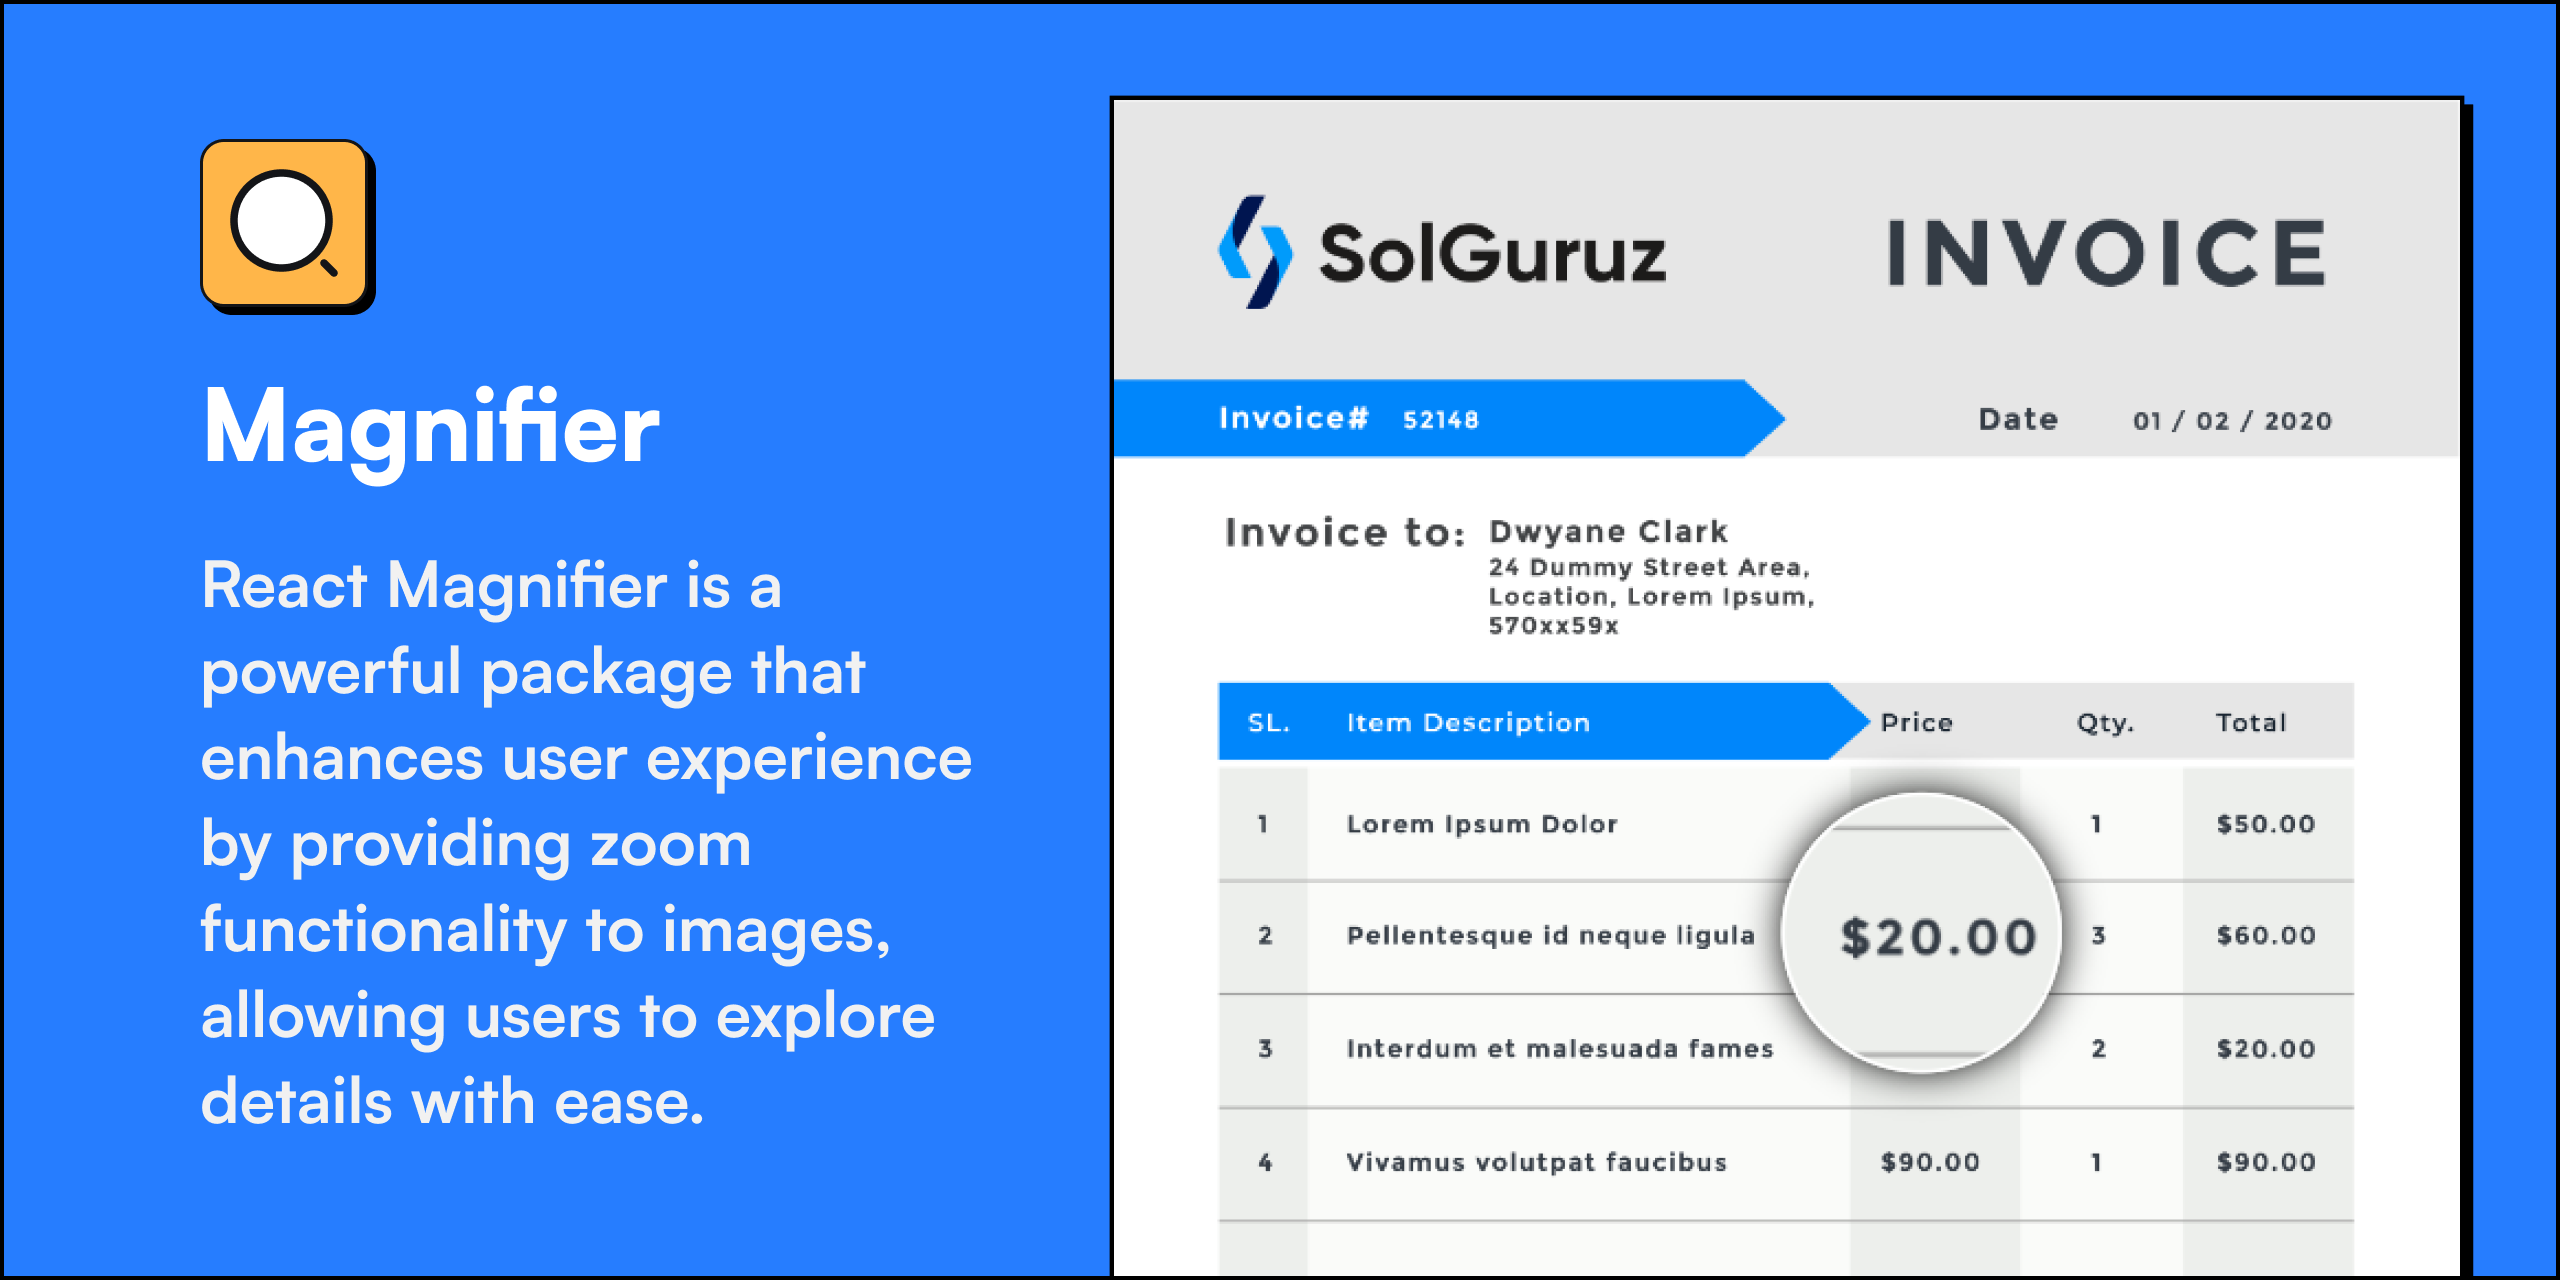 Magnifier
React Magnifier is a
powerful package that
enhances user experience
by providing zoom
functionality to images,
allowing users to explore
details with ease.
SolGuruz
INVOICE
Invoice# 52148
Date 01 / 02 / 2020
Invoice to: Dwyane Clark
24 Dummy Street Area,
Location, Lorem Ipsum,
570xx59x
SL. Item Description Price Qty. Total
1 Lorem Ipsum Dolor 1 $50.00
2 Pellentesque id neque ligula $20.00 3 $60.00
3 Interdum et malesuada fames 2 $20.00
4 Vivamus volutpat faucibus $90.00 1 $90.00